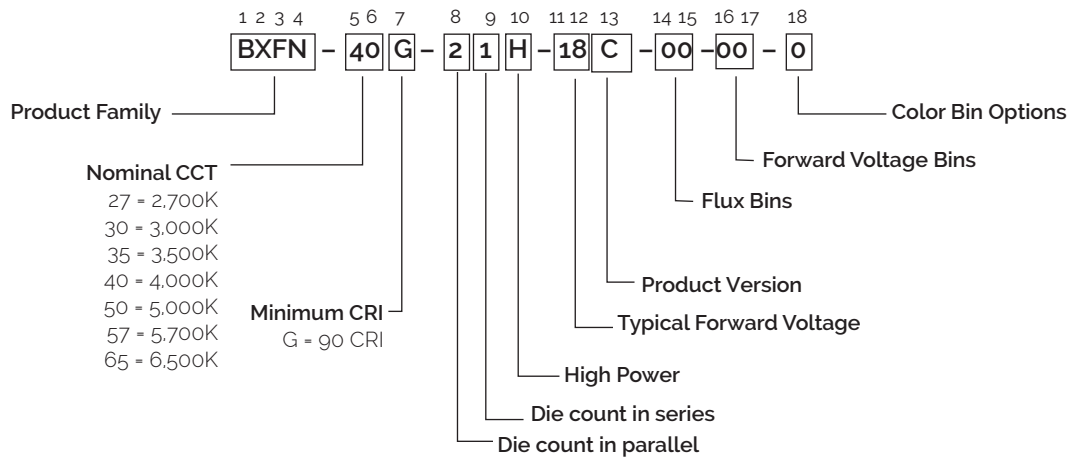 1 2 3 4 5 6 7 8 9 10 11 12 13 14 15 16 17 18
BXFN – 40 G – 2 1 H – 18 C – 00 – 00 – 0
Product Family
Color Bin Options
Nominal CCT
Forward Voltage Bins
27 = 2,700K
Flux Bins
30 = 3,000K
35 = 3,500K
40 = 4,000K
Product Version
50 = 5,000K
Minimum CRI
Typical Forward Voltage
57 = 5,700K
G = 90 CRI
65 = 6,500K
High Power
Die count in series
Die count in parallel